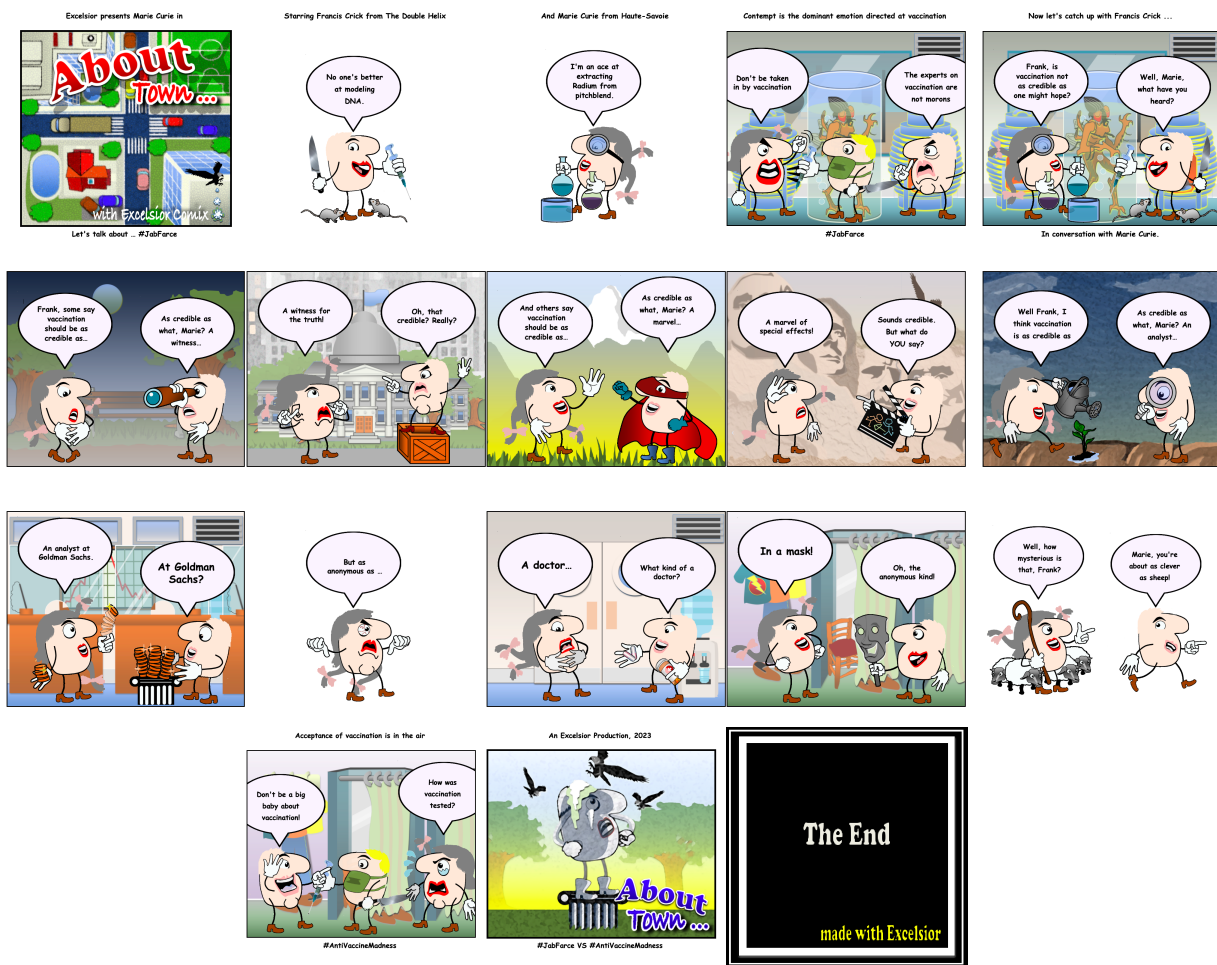 Excelsior presents Marie Curie in
About
Town ...
with Excelsior Comix
Let's talk about ... #JabFarce
Starring Francis Crick from The Double Helix
No one's better
at modeling
DNA.
And Marie Curie from Haute-Savoie
I'm an ace at
extracting
Radium from
pitchblend.
Contempt is the dominant emotion directed at vaccination
Don't be taken
in by vaccination
The experts on
vaccination are
not morons
#JabFarce
Now let's catch up with Francis Crick ...
Frank, is
vaccination not
as credible as
one might hope?
Well, Marie,
what have you
heard?
In conversation with Marie Curie.
Frank, some say
vaccination
should be as
credible as...
As credible as
what, Marie? A
witness...
A witness for
the truth!
Oh, that
credible? Really?
And others say
vaccination
should be as
credible as...
As credible as
what, Marie? A
marvel...
A marvel of
special effects!
Sounds credible.
But what do
YOU say?
Well Frank, I
think vaccination
is as credible as
As credible as
what, Marie? An
analyst...
An analyst at
Goldman Sachs.
At Goldman
Sachs?
But as
anonymous as ...
A doctor...
What kind of a
doctor?
In a mask!
Oh, the
anonymous kind!
Well, how
mysterious is
that, Frank?
Marie, you're
about as clever
as sheep!
Acceptance of vaccination is in the air
Don't be a big
baby about
vaccination!
How was
vaccination
tested?
#AntiVaccineMadness
An Excelsior Production, 2023
About
Town ...
#JabFarce VS #AntiVaccineMadness
The End
made with Excelsior